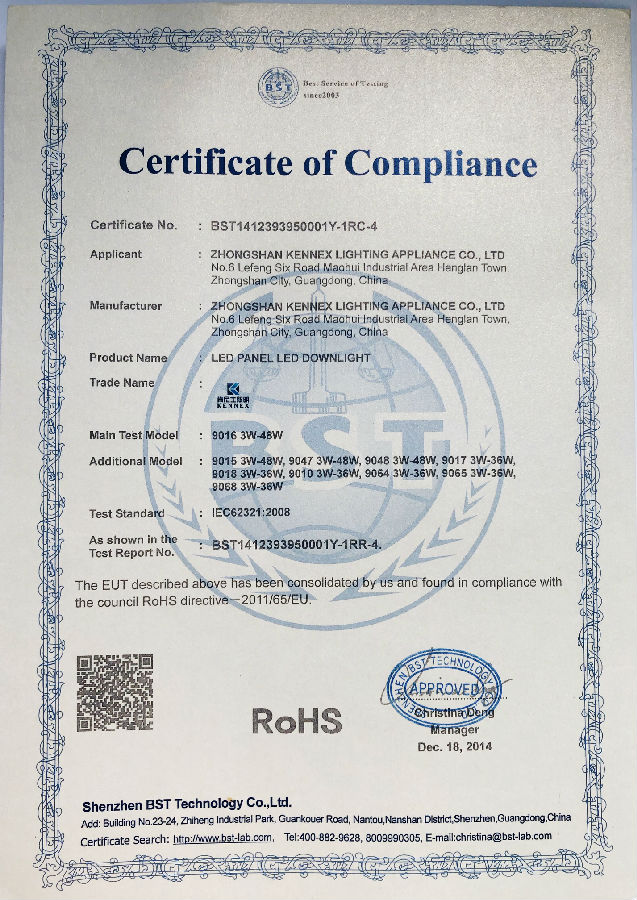 BST
Best Service of Testing
since2003
Certificate of Compliance
Certificate No. : BST1412393950001Y-1RC-4
Applicant : ZHONGSHAN KENNEX LIGHTING APPLIANCE CO., LTD
No.6 Lefeng Six Road Maohui Industrial Area Henglan Town
Zhongshan City, Guangdong, China
Manufacturer : ZHONGSHAN KENNEX LIGHTING APPLIANCE CO., LTD
No.6 Lefeng Six Road Maohui Industrial Area Henglan Town,
Zhongshan City, Guangdong, China
Product Name : LED PANEL LED DOWNLIGHT
Trade Name :
KENNEX
BST
Main Test Model : 9016 3W-48W
Additional Model : 9015 3W-48W, 9047 3W-48W, 9048 3W-48W, 9017 3W-36W,
9018 3W-36W, 9010 3W-36W, 9064 3W-36W, 9065 3W-36W,
9068 3W-36W
Test Standard : IEC62321:2008
As shown in the
Test Report No. : BST1412393950001Y-1RR-4.
The EUT described above has been consolidated by us and found in compliance with
the council RoHS directive—2011/65/EU.
RoHS
SHENZHEN BST TECHNOLOGY
APPROVED
Christina Deng
Manager
Dec. 18, 2014
Shenzhen BST Technology Co.,Ltd.
Add: Building No.23-24, Zhiheng Industrial Park, Guankouer Road, Nantou,Nanshan District,Shenzhen,Guangdong,China
Certificate Search: http://www.bst-lab.com, Tel:400-882-9628, 8009990305, E-mail:christina@bst-lab.com